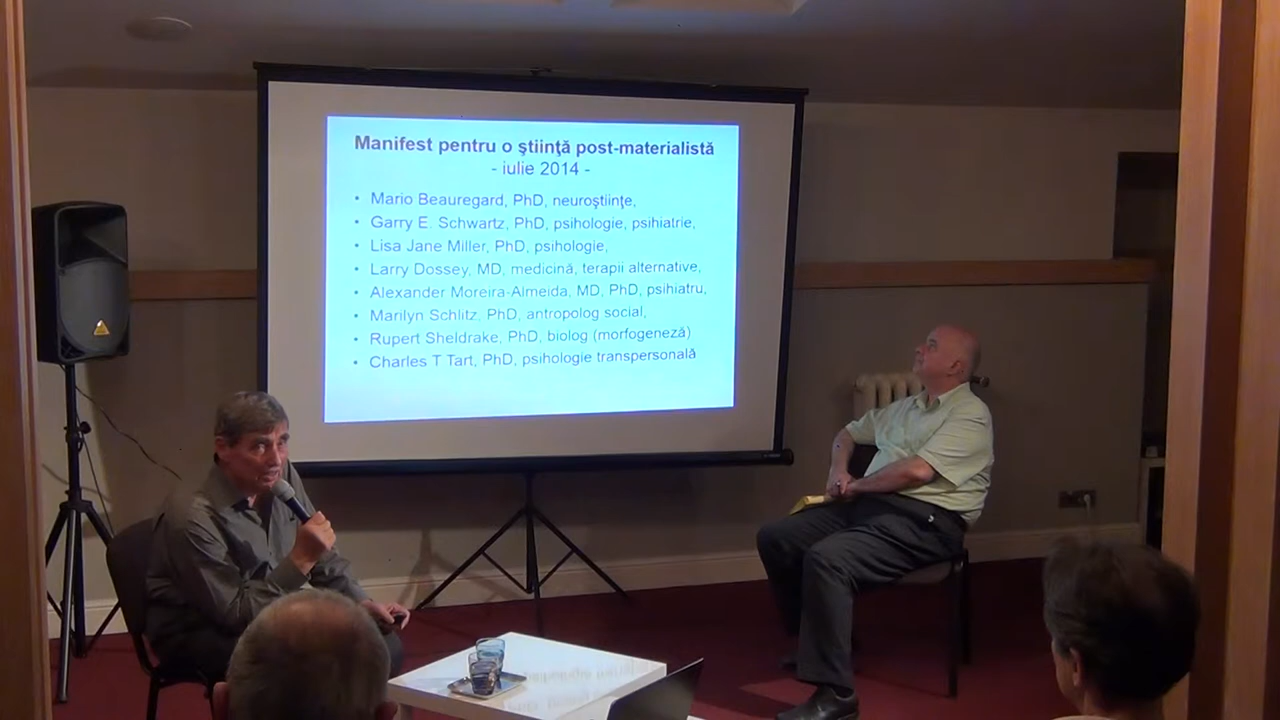 Manifest pentru o ştiinţă post-materialistă
- iulie 2014 -
• Mario Beauregard, PhD, neuroştiinţe,
• Garry E. Schwartz, PhD, psihologie, psihiatrie,
• Lisa Jane Miller, PhD, psihologie,
• Larry Dossey, MD, medicină, terapii alternative,
• Alexander Moreira-Almeida, MD, PhD, psihiatru,
• Marilyn Schlitz, PhD, antropolog social,
• Rupert Sheldrake, PhD, biolog (morfogeneză)
• Charles T Tart, PhD, psihologie transpersonală